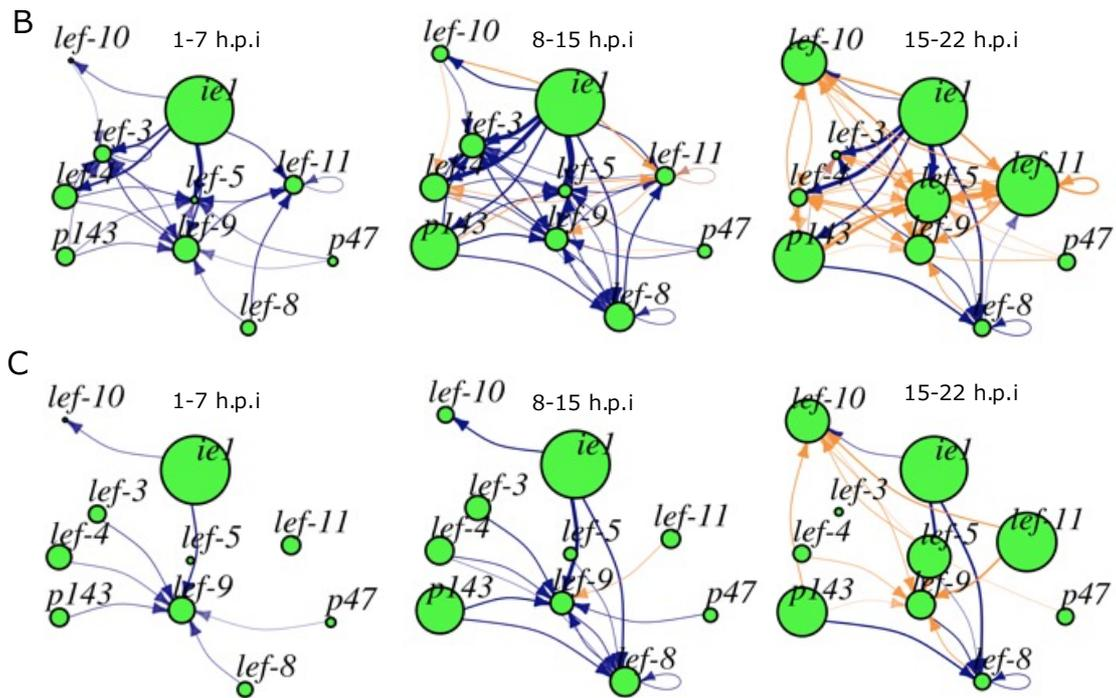 B
lef-10 1-7 h.p.i
ie1
lef-3
lef-4
lef-5
lef-11
p143
lef-9
p47
lef-8
lef-10 8-15 h.p.i
ie1
lef-3
lef-4
lef-5
lef-11
p143
lef-9
p47
lef-8
lef-10 15-22 h.p.i
ie1
lef-3
lef-4
lef-5
lef-11
p143
lef-9
p47
lef-8
C
lef-10 1-7 h.p.i
ie1
lef-3
lef-4
lef-5
lef-11
p143
lef-9
p47
lef-8
lef-10 8-15 h.p.i
ie1
lef-3
lef-4
lef-5
lef-11
p143
lef-9
p47
lef-8
lef-10 15-22 h.p.i
ie1
lef-3
lef-4
lef-5
lef-11
p143
lef-9
p47
lef-8